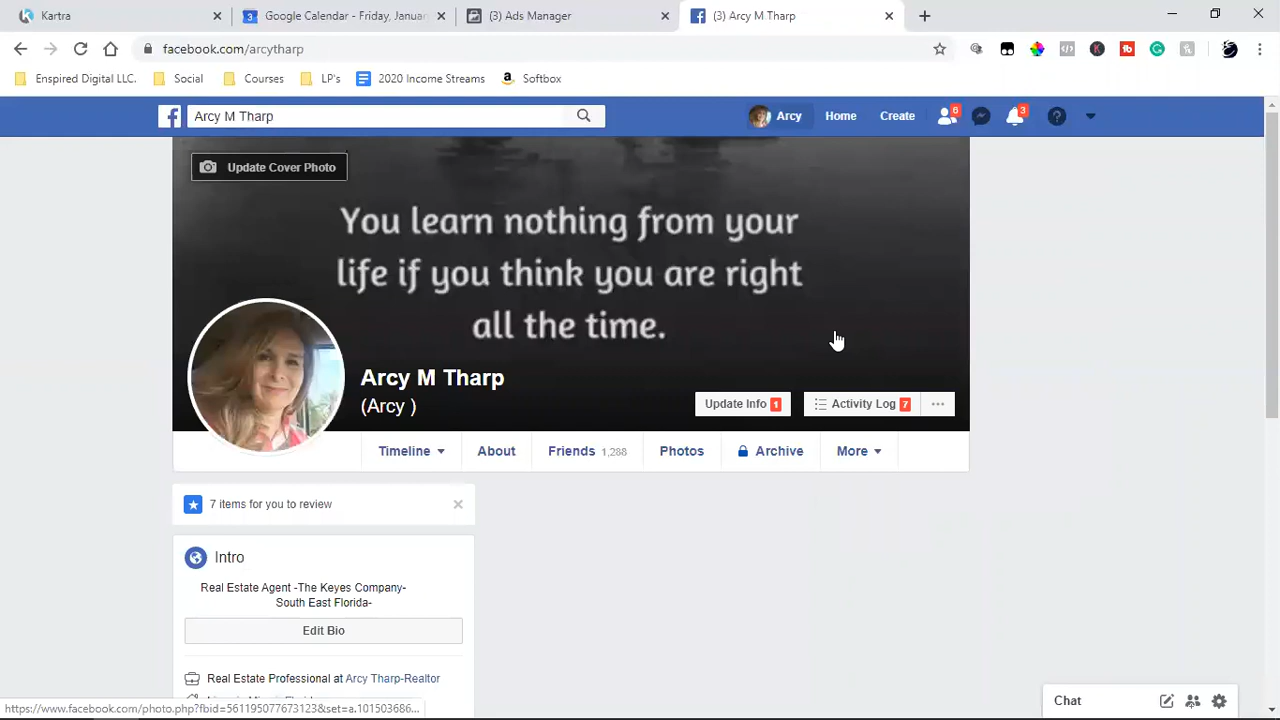 Kartra
Google Calendar - Friday, Januar
(3) Ads Manager
(3) Arcy M Tharp
facebook.com/arcytharp
Enspired Digital LLC.
Social
Courses
LP's
2020 Income Streams
Softbox
Arcy M Tharp
Arcy
Home
Create
6
3
Update Cover Photo
You learn nothing from your
life if you think you are right
all the time.
Arcy M Tharp
(Arcy )
Update Info 1
Activity Log 7
Timeline
About
Friends 1,288
Photos
Archive
More
7 items for you to review
Intro
Real Estate Agent -The Keyes Company-
South East Florida-
Edit Bio
Real Estate Professional at Arcy Tharp-Realtor
https://www.facebook.com/photo.php?fbid=561195077673123&set=a.101503686...
Chat